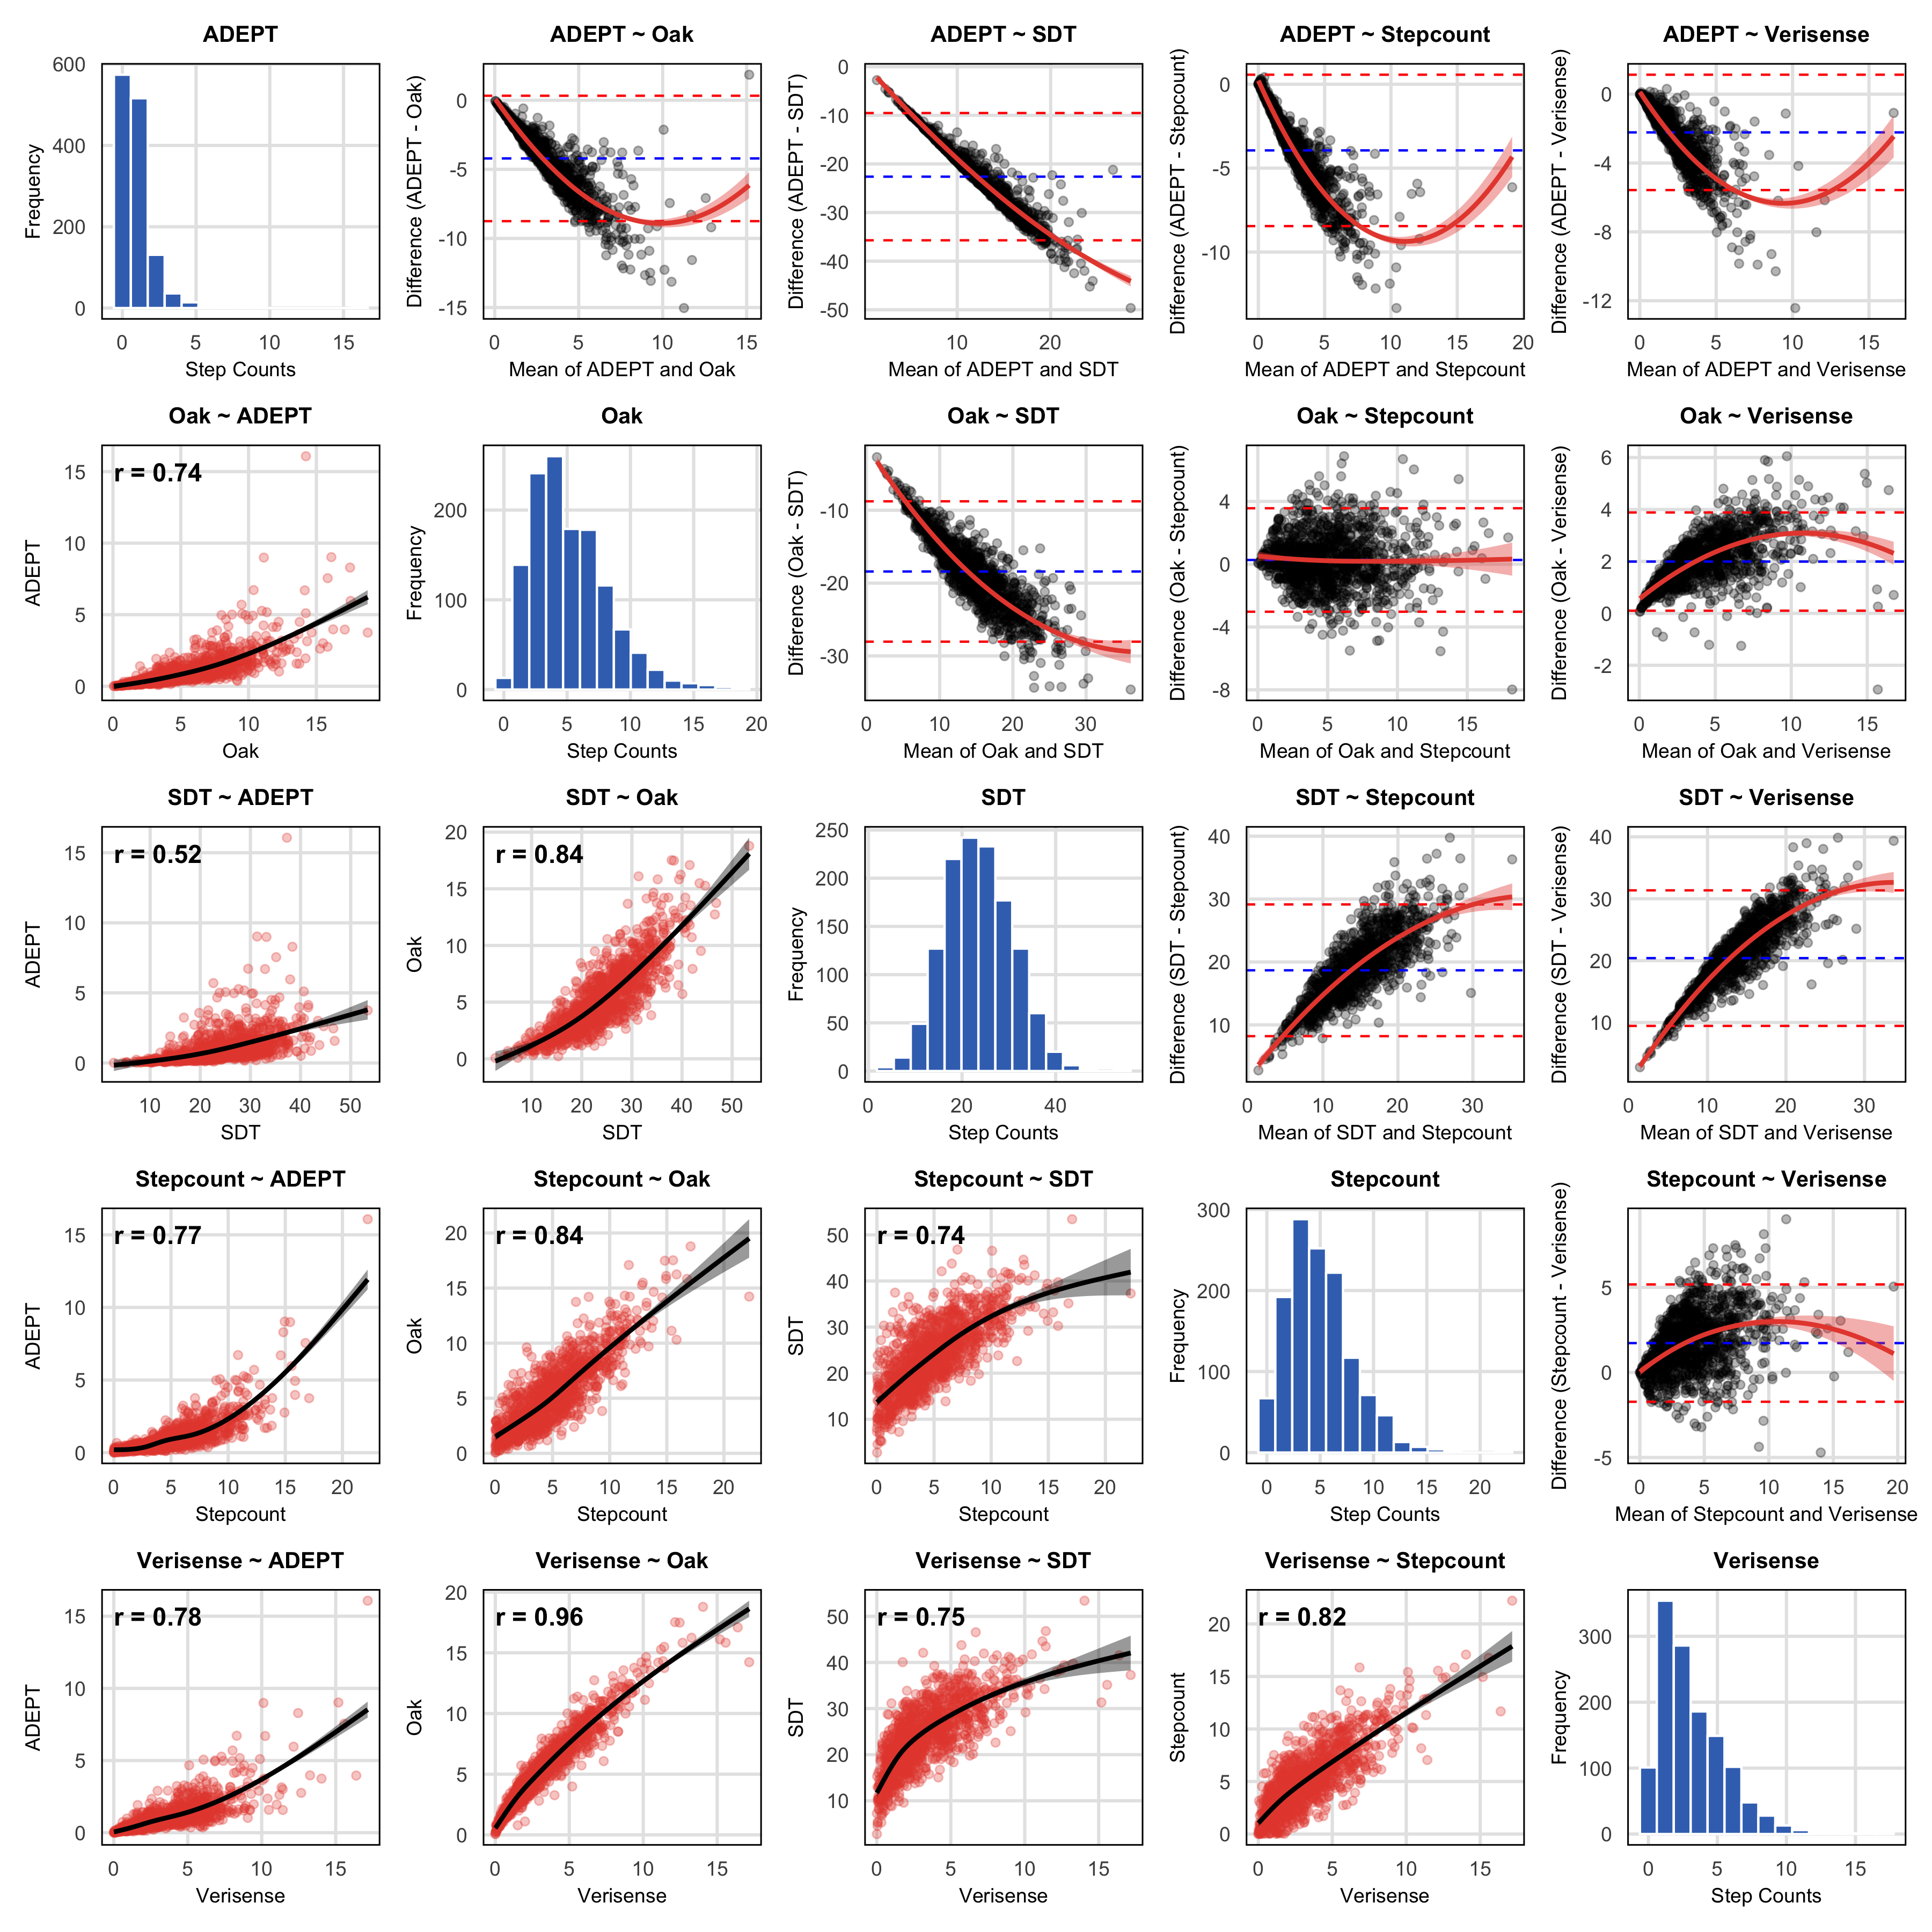 ADEPT
Frequency
600
400
200
0
0 5 10 15
Step Counts
ADEPT ~ Oak
Difference (ADEPT - Oak)
0
-5
-10
-15
0 5 10 15
Mean of ADEPT and Oak
ADEPT ~ SDT
Difference (ADEPT - SDT)
0
-10
-20
-30
-40
-50
10 20
Mean of ADEPT and SDT
ADEPT ~ Stepcount
Difference (ADEPT - Stepcount)
0
-5
-10
0 5 10 15 20
Mean of ADEPT and Stepcount
ADEPT ~ Verisense
Difference (ADEPT - Verisense)
0
-4
-8
-12
0 5 10 15
Mean of ADEPT and Verisense
Oak ~ ADEPT
r = 0.74
ADEPT
15
10
5
0
0 5 10 15
Oak
Oak
Frequency
200
100
0
0 5 10 15 20
Step Counts
Oak ~ SDT
Difference (Oak - SDT)
-10
-20
-30
0 10 20 30
Mean of Oak and SDT
Oak ~ Stepcount
Difference (Oak - Stepcount)
4
0
-4
-8
0 5 10 15
Mean of Oak and Stepcount
Oak ~ Verisense
Difference (Oak - Verisense)
6
4
2
0
-2
0 5 10 15
Mean of Oak and Verisense
SDT ~ ADEPT
r = 0.52
ADEPT
15
10
5
0
10 20 30 40 50
SDT
SDT ~ Oak
r = 0.84
Oak
20
15
10
5
0
10 20 30 40 50
SDT
SDT
Frequency
250
200
150
100
50
0
0 20 40
Step Counts
SDT ~ Stepcount
Difference (SDT - Stepcount)
40
30
20
10
0 10 20 30
Mean of SDT and Stepcount
SDT ~ Verisense
Difference (SDT - Verisense)
40
30
20
10
0 10 20 30
Mean of SDT and Verisense
Stepcount ~ ADEPT
r = 0.77
ADEPT
15
10
5
0
0 5 10 15 20
Stepcount
Stepcount ~ Oak
r = 0.84
Oak
20
15
10
5
0
0 5 10 15 20
Stepcount
Stepcount ~ SDT
r = 0.74
SDT
50
40
30
20
10
0 5 10 15 20
Stepcount
Stepcount
Frequency
300
200
100
0
0 5 10 15 20
Step Counts
Stepcount ~ Verisense
Difference (Stepcount - Verisense)
5
0
-5
0 5 10 15 20
Mean of Stepcount and Verisense
Verisense ~ ADEPT
r = 0.78
ADEPT
15
10
5
0
0 5 10 15
Verisense
Verisense ~ Oak
r = 0.96
Oak
20
15
10
5
0
0 5 10 15
Verisense
Verisense ~ SDT
r = 0.75
SDT
50
40
30
20
10
0 5 10 15
Verisense
Verisense ~ Stepcount
r = 0.82
Stepcount
20
15
10
5
0
0 5 10 15
Verisense
Verisense
Frequency
300
200
100
0
0 5 10 15
Step Counts